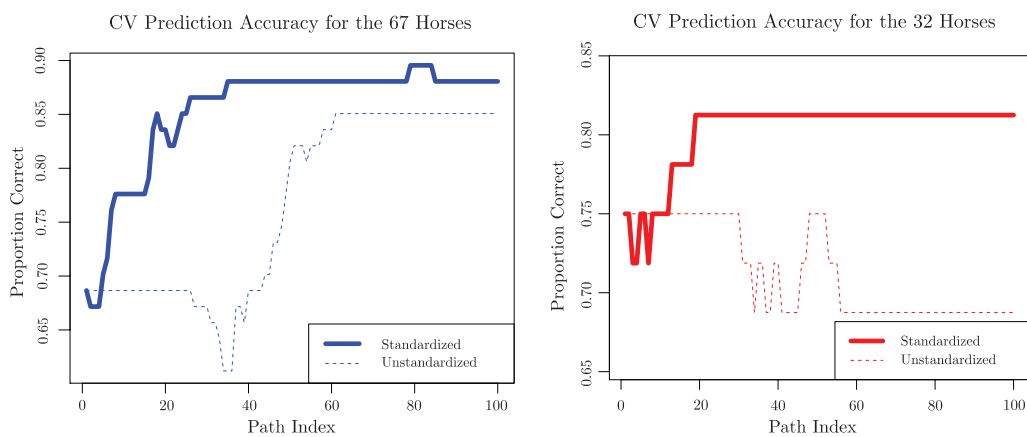 CV Prediction Accuracy for the 67 Horses
0.90
0.85
0.80
0.75
0.70
0.65
Proportion Correct
Standardized
Unstandardized
0 20 40 60 80 100
Path Index
CV Prediction Accuracy for the 32 Horses
0.85
0.80
0.75
0.70
0.65
Proportion Correct
Standardized
Unstandardized
0 20 40 60 80 100
Path Index